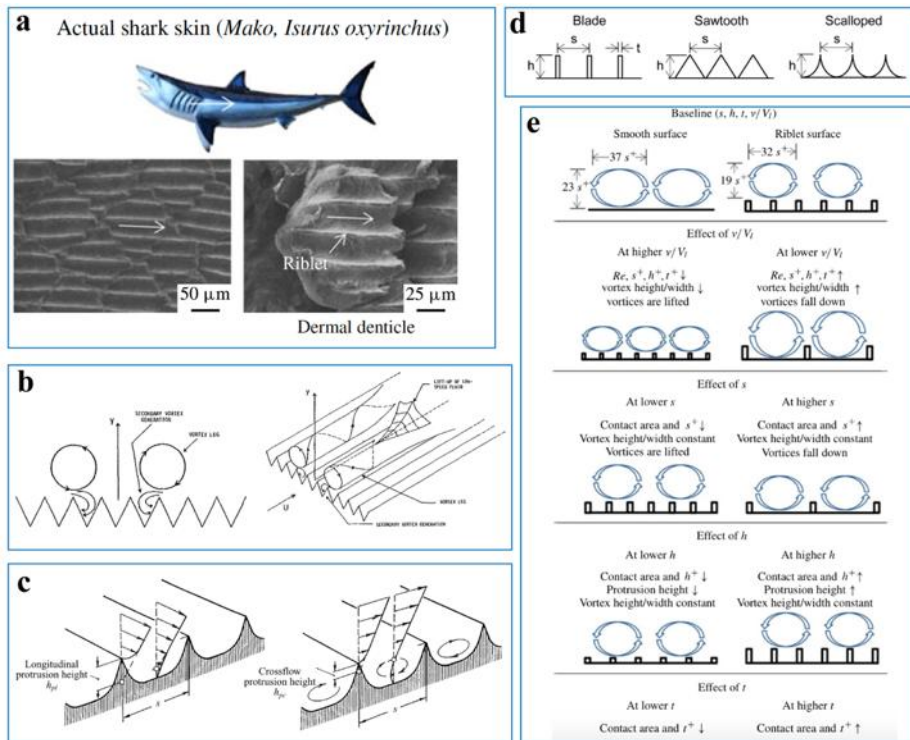 a
Actual shark skin (Mako, Isurus oxyrinchus)
Riblet
50 μm
25 μm
Dermal denticle
b
Y
SECONDARY VORTEX
GENERATION
VORTEX LEG
Y
LIFT-UP OF LOW-
SPEED FLUID
U
VORTEX LEG
SECONDARY VORTEX GENERATION
c
Longitudinal
protrusion height
hpl
s
Crossflow
protrusion height
hpc
s
d
Blade
Sawtooth
Scalloped
s
t
h
s
h
s
h
e
Baseline (s, h, t, ν/Vl)
Smooth surface
Riblet surface
37 s+
32 s+
23 s+
19 s+
Effect of ν/Vl
At higher ν/Vl
At lower ν/Vl
Re, s+, h+, t+ ↓
Re, s+, h+, t+ ↑
vortex height/width ↓
vortex height/width ↑
vortices are lifted
vortices fall down
Effect of s
At lower s
At higher s
Contact area and s+ ↓
Contact area and s+ ↑
Vortex height/width constant
Vortex height/width constant
Vortices are lifted
Vortices fall down
Effect of h
At lower h
At higher h
Contact area and h+ ↓
Contact area and h+ ↑
Protrusion height ↓
Protrusion height ↑
Vortex height/width constant
Vortex height/width constant
Effect of t
At lower t
At higher t
Contact area and t+ ↓
Contact area and t+ ↑